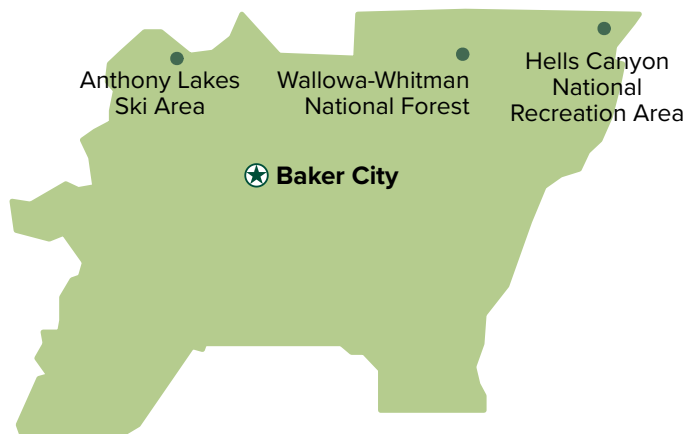 Anthony Lakes
Ski Area
Wallowa-Whitman
National Forest
Hells Canyon
National
Recreation Area
Baker City